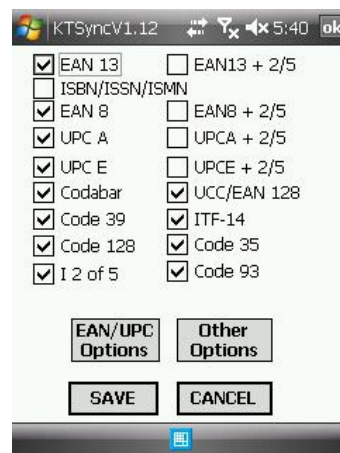 KTSyncV1.12 5:40 ok
EAN 13 EAN13 + 2/5
ISBN/ISSN/ISMN
EAN 8 EAN8 + 2/5
UPC A UPCA + 2/5
UPC E UPCE + 2/5
Codabar UCC/EAN 128
Code 39 ITF-14
Code 128 Code 35
I 2 of 5 Code 93
EAN/UPC Other
Options Options
SAVE CANCEL